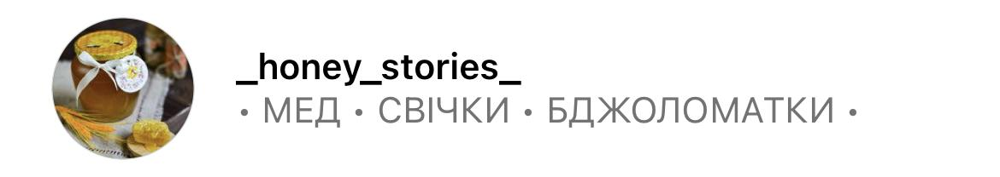 _honey_stories_
• МЕД • СВІЧКИ • БДЖОЛОМАТКИ •